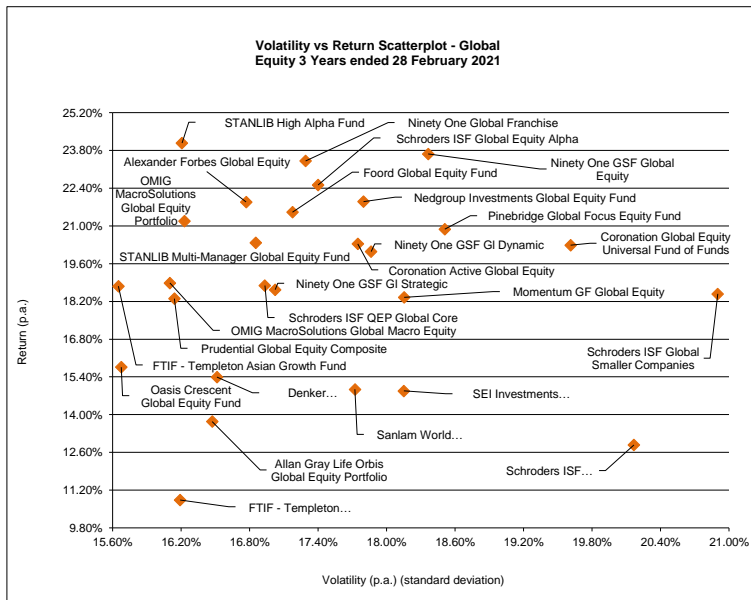 Volatility vs Return Scatterplot - Global
Equity 3 Years ended 28 February 2021
Return (p.a.)
25.20%
23.80%
22.40%
21.00%
19.60%
18.20%
16.80%
15.40%
14.00%
12.60%
11.20%
9.80%
STANLIB High Alpha Fund
Ninety One Global Franchise
Schroders ISF Global Equity Alpha
Alexander Forbes Global Equity
Foord Global Equity Fund
Ninety One GSF Global
Equity
OMIG
MacroSolutions
Global Equity
Portfolio
Nedgroup Investments Global Equity Fund
Pinebridge Global Focus Equity Fund
STANLIB Multi-Manager Global Equity Fund
Ninety One GSF GI Dynamic
Coronation Global Equity
Universal Fund of Funds
Coronation Active Global Equity
Ninety One GSF GI Strategic
Momentum GF Global Equity
Schroders ISF QEP Global Core
OMIG MacroSolutions Global Macro Equity
Prudential Global Equity Composite
Schroders ISF Global
Smaller Companies
FTIF - Templeton Asian Growth Fund
Oasis Crescent
Global Equity Fund
Denker...
SEI Investments...
Sanlam World...
Allan Gray Life Orbis
Global Equity Portfolio
Schroders ISF...
FTIF - Templeton...
15.60% 16.20% 16.80% 17.40% 18.00% 18.60% 19.20% 19.80% 20.40% 21.00%
Volatility (p.a.) (standard deviation)